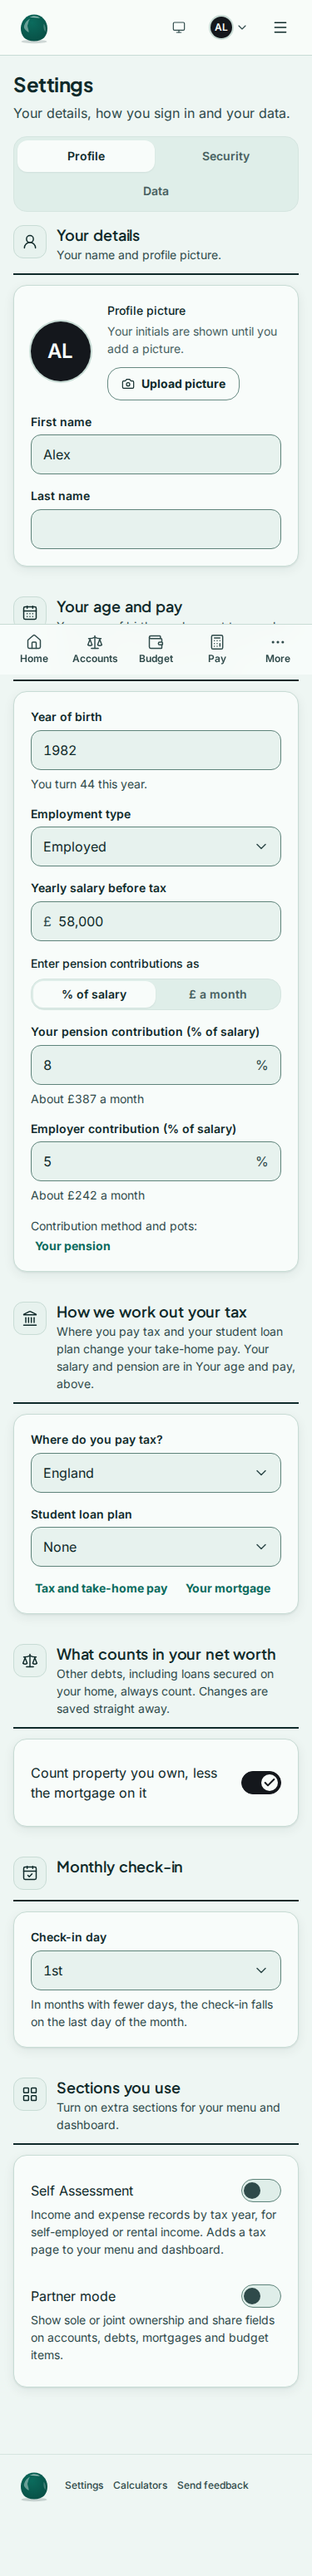 AL
Settings
Your details, how you sign in and your data.
Profile
Security
Data
Your details
Your name and profile picture.
AL
Profile picture
Your initials are shown until you
add a picture.
Upload picture
First name
Alex
Last name
Your age and pay
Home
Accounts
Budget
Pay
More
Year of birth
1982
You turn 44 this year.
Employment type
Employed
Yearly salary before tax
£ 58,000
Enter pension contributions as
% of salary
£ a month
Your pension contribution (% of salary)
8 %
About £387 a month
Employer contribution (% of salary)
5 %
About £242 a month
Contribution method and pots:
Your pension
How we work out your tax
Where you pay tax and your student loan
plan change your take-home pay. Your
salary and pension are in Your age and pay,
above.
Where do you pay tax?
England
Student loan plan
None
Tax and take-home pay
Your mortgage
What counts in your net worth
Other debts, including loans secured on
your home, always count. Changes are
saved straight away.
Count property you own, less
the mortgage on it
Monthly check-in
Check-in day
1st
In months with fewer days, the check-in falls
on the last day of the month.
Sections you use
Turn on extra sections for your menu and
dashboard.
Self Assessment
Income and expense records by tax year, for
self-employed or rental income. Adds a tax
page to your menu and dashboard.
Partner mode
Show sole or joint ownership and share fields
on accounts, debts, mortgages and budget
items.
Settings
Calculators
Send feedback